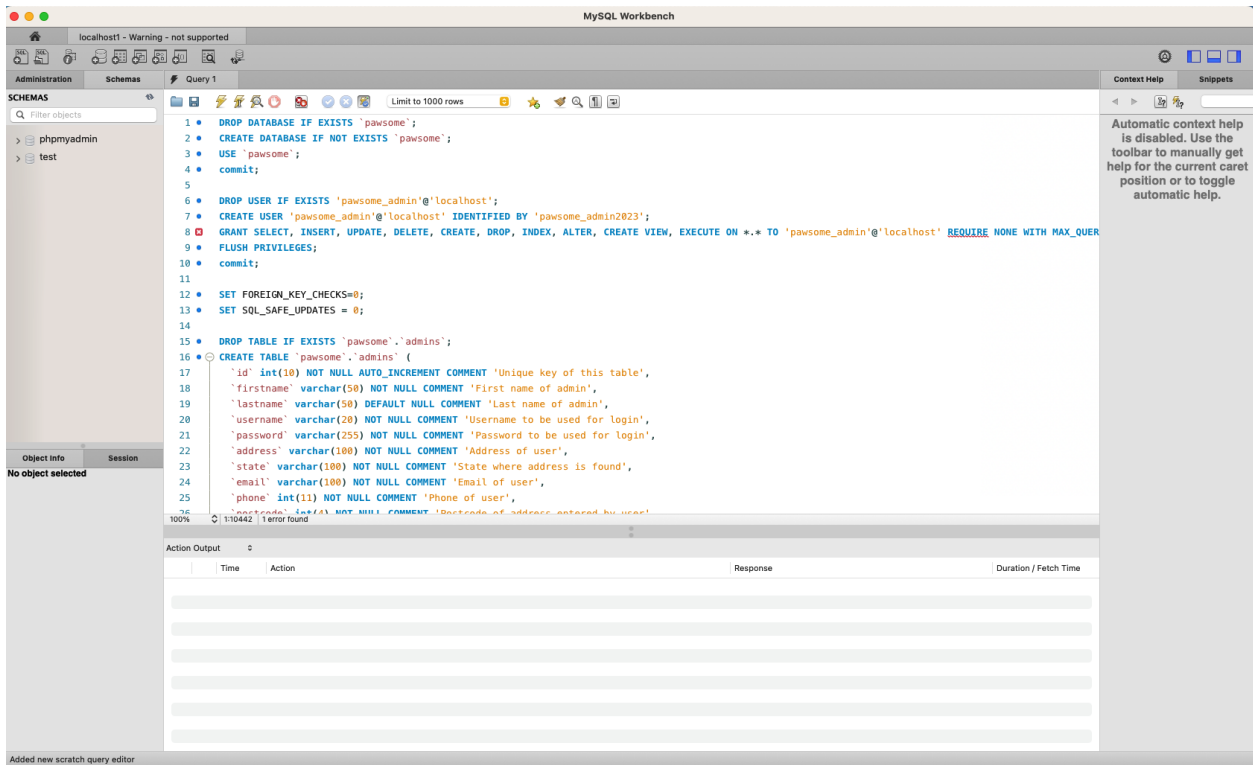 MySQL Workbench
localhost1 - Warning - not supported
Administration
Schemas
Query 1
Context Help
Snippets
SCHEMAS
Filter objects
phpmyadmin
test
Limit to 1000 rows
1 DROP DATABASE IF EXISTS `pawsome`;
2 CREATE DATABASE IF NOT EXISTS `pawsome`;
3 USE `pawsome`;
4 commit;
5
6 DROP USER IF EXISTS 'pawsome_admin'@'localhost';
7 CREATE USER 'pawsome_admin'@'localhost' IDENTIFIED BY 'pawsome_admin2023';
8 GRANT SELECT, INSERT, UPDATE, DELETE, CREATE, DROP, INDEX, ALTER, CREATE VIEW, EXECUTE ON *.* TO 'pawsome_admin'@'localhost' REQUIRE NONE WITH MAX_QUER
9 FLUSH PRIVILEGES;
10 commit;
11
12 SET FOREIGN_KEY_CHECKS=0;
13 SET SQL_SAFE_UPDATES = 0;
14
15 DROP TABLE IF EXISTS `pawsome`.`admins`;
16 CREATE TABLE `pawsome`.`admins` (
17 `id` int(10) NOT NULL AUTO_INCREMENT COMMENT 'Unique key of this table',
18 `firstname` varchar(50) NOT NULL COMMENT 'First name of admin',
19 `lastname` varchar(50) DEFAULT NULL COMMENT 'Last name of admin',
20 `username` varchar(20) NOT NULL COMMENT 'Username to be used for login',
21 `password` varchar(255) NOT NULL COMMENT 'Password to be used for login',
22 `address` varchar(100) NOT NULL COMMENT 'Address of user',
23 `state` varchar(100) NOT NULL COMMENT 'State where address is found',
24 `email` varchar(100) NOT NULL COMMENT 'Email of user',
25 `phone` int(11) NOT NULL COMMENT 'Phone of user',
26 `postcode` int(4) NOT NULL COMMENT 'Postcode of address entered by user'
100%
1:10442
1 error found
Automatic context help
is disabled. Use the
toolbar to manually get
help for the current caret
position or to toggle
automatic help.
Object Info
Session
No object selected
Action Output
Time
Action
Response
Duration / Fetch Time
Added new scratch query editor